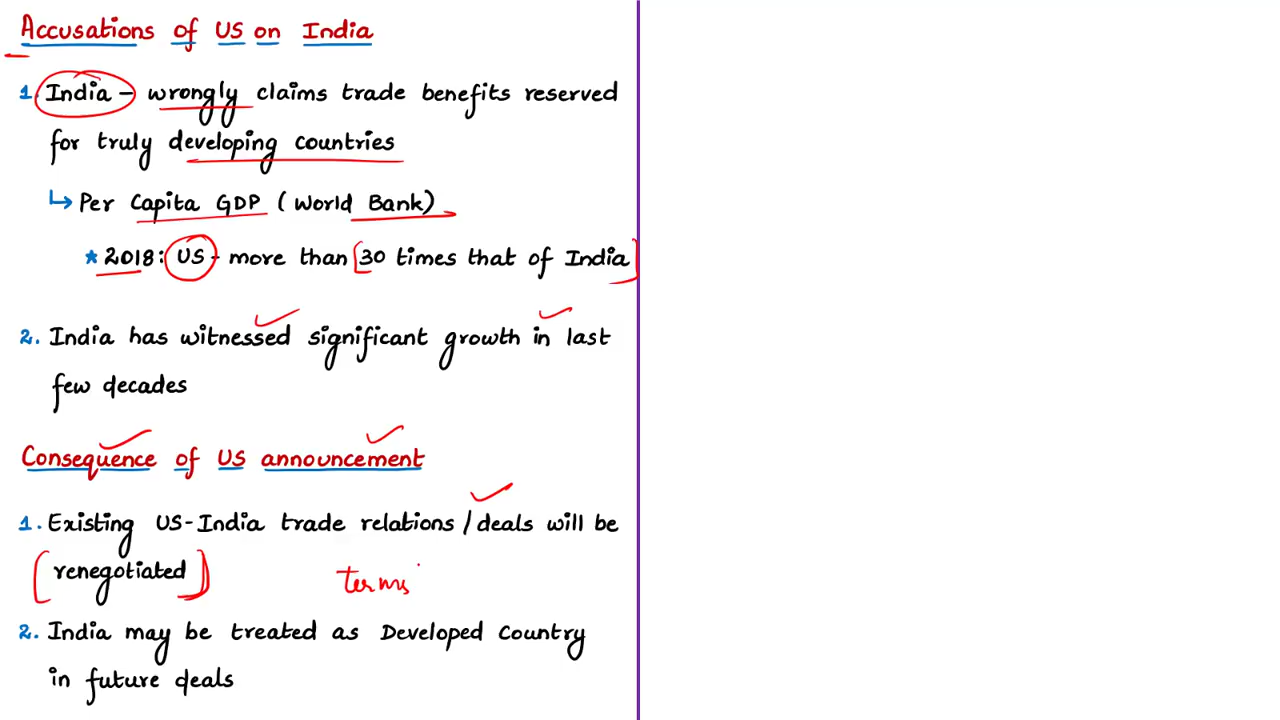 Accusations of US on India
1. India - wrongly claims trade benefits reserved
for truly developing countries
↳ Per Capita GDP (World Bank)
* 2018: US - more than 30 times that of India
2. India has witnessed significant growth in last
few decades
Consequence of US announcement
1. Existing US-India trade relations / deals will be
renegotiated
terms
2. India may be treated as Developed Country
in future deals